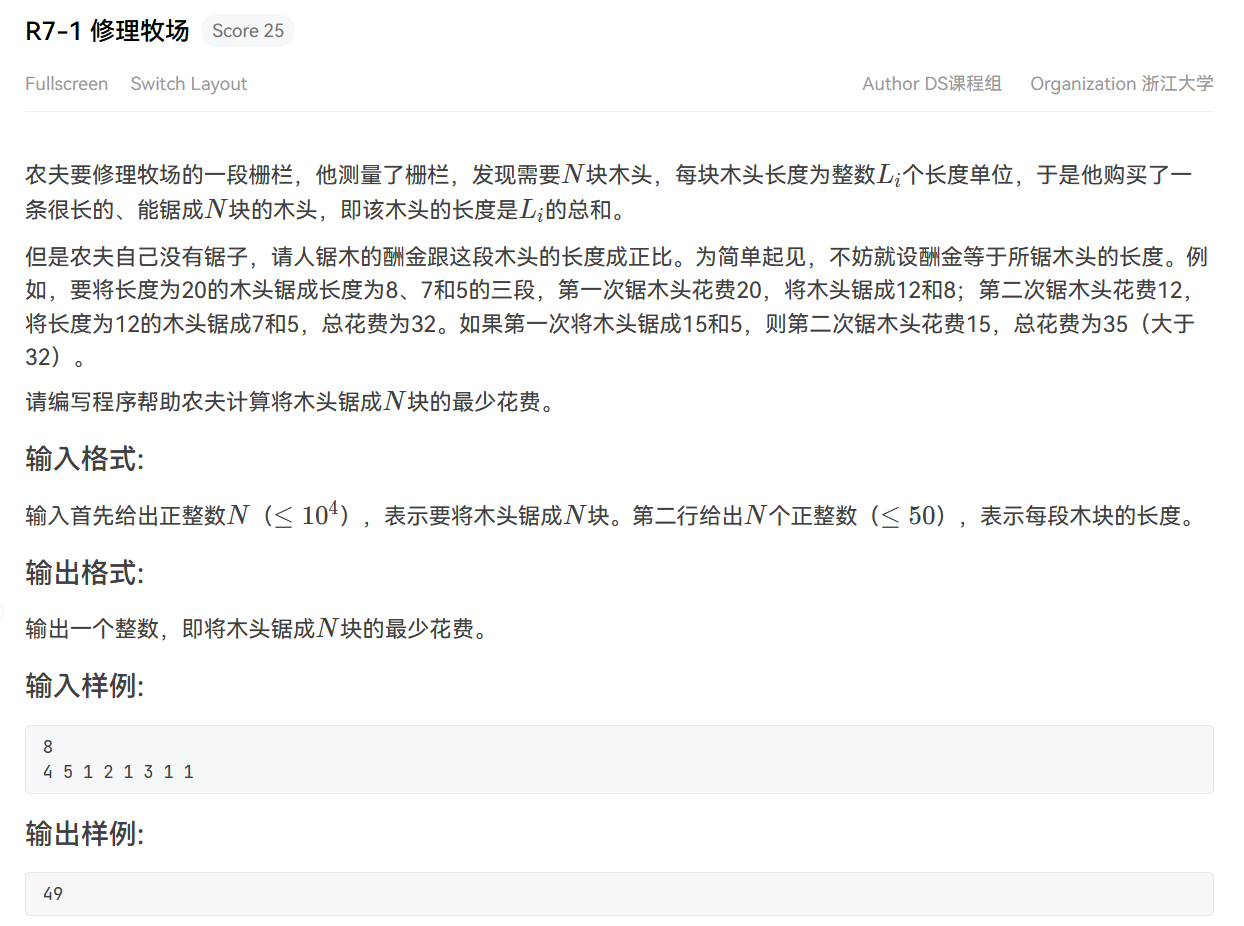 R7-1 修理牧场 Score 25
Fullscreen Switch Layout Author DS课程组 Organization 浙江大学
农夫要修理牧场的一段栅栏，他测量了栅栏，发现需要N块木头，每块木头长度为整数Lᵢ个长度单位，于是他购买了一
条很长的、能锯成N块的木头，即该木头的长度是Lᵢ的总和。
但是农夫自己没有锯子，请人锯木的酬金跟这段木头的长度成正比。为简单起见，不妨就设酬金等于所锯木头的长度。例
如，要将长度为20的木头锯成长度为8、7和5的三段，第一次锯木头花费20，将木头锯成12和8；第二次锯木头花费12，
将长度为12的木头锯成7和5，总花费为32。如果第一次将木头锯成15和5，则第二次锯木头花费15，总花费为35（大于
32）。
请编写程序帮助农夫计算将木头锯成N块的最少花费。
输入格式:
输入首先给出正整数N（≤ 10⁴），表示要将木头锯成N块。第二行给出N个正整数（≤ 50），表示每段木块的长度。
输出格式:
输出一个整数，即将木头锯成N块的最少花费。
输入样例:
8
4 5 1 2 1 3 1 1
输出样例:
49